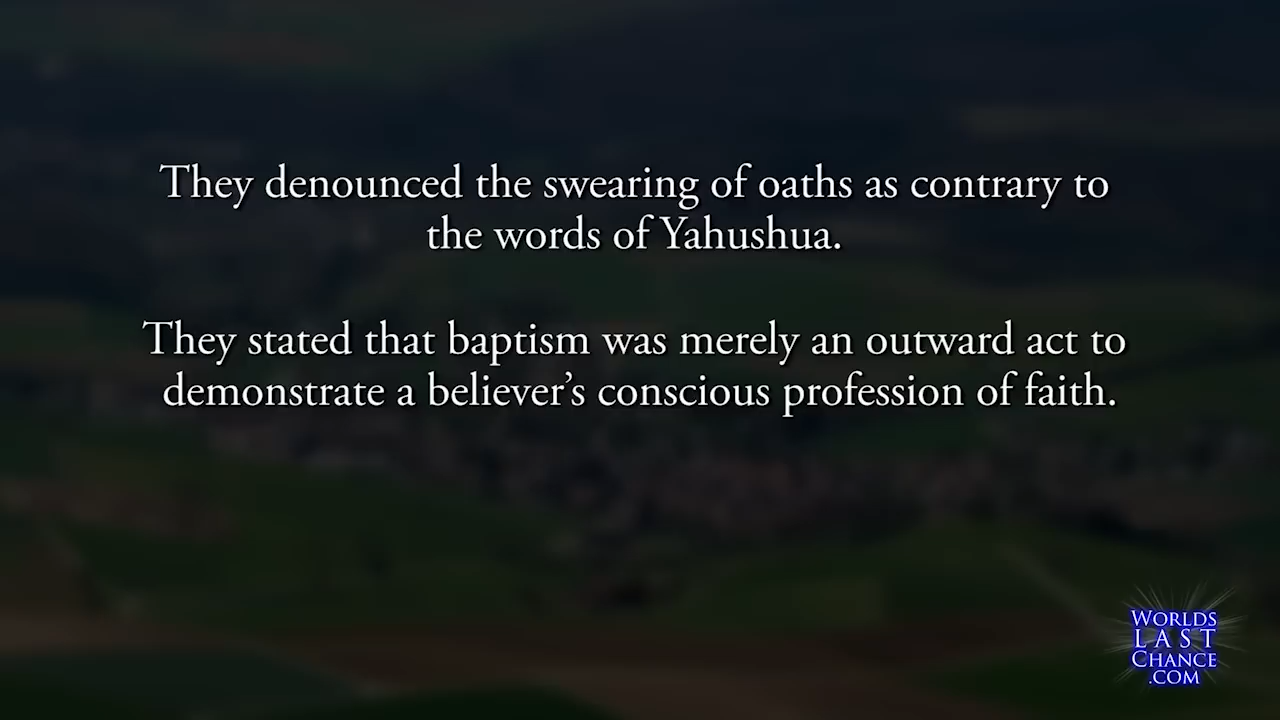 They denounced the swearing of oaths as contrary to
the words of Yahushua.
They stated that baptism was merely an outward act to
demonstrate a believer’s conscious profession of faith.
WORLDS
LAST
CHANCE
.COM